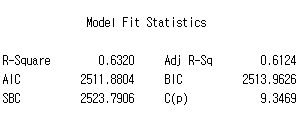 Model Fit Statistics
R-Square 0.6320 Adj R-Sq 0.6124
AIC 2511.8804 BIC 2513.9626
SBC 2523.7906 C(p) 9.3469